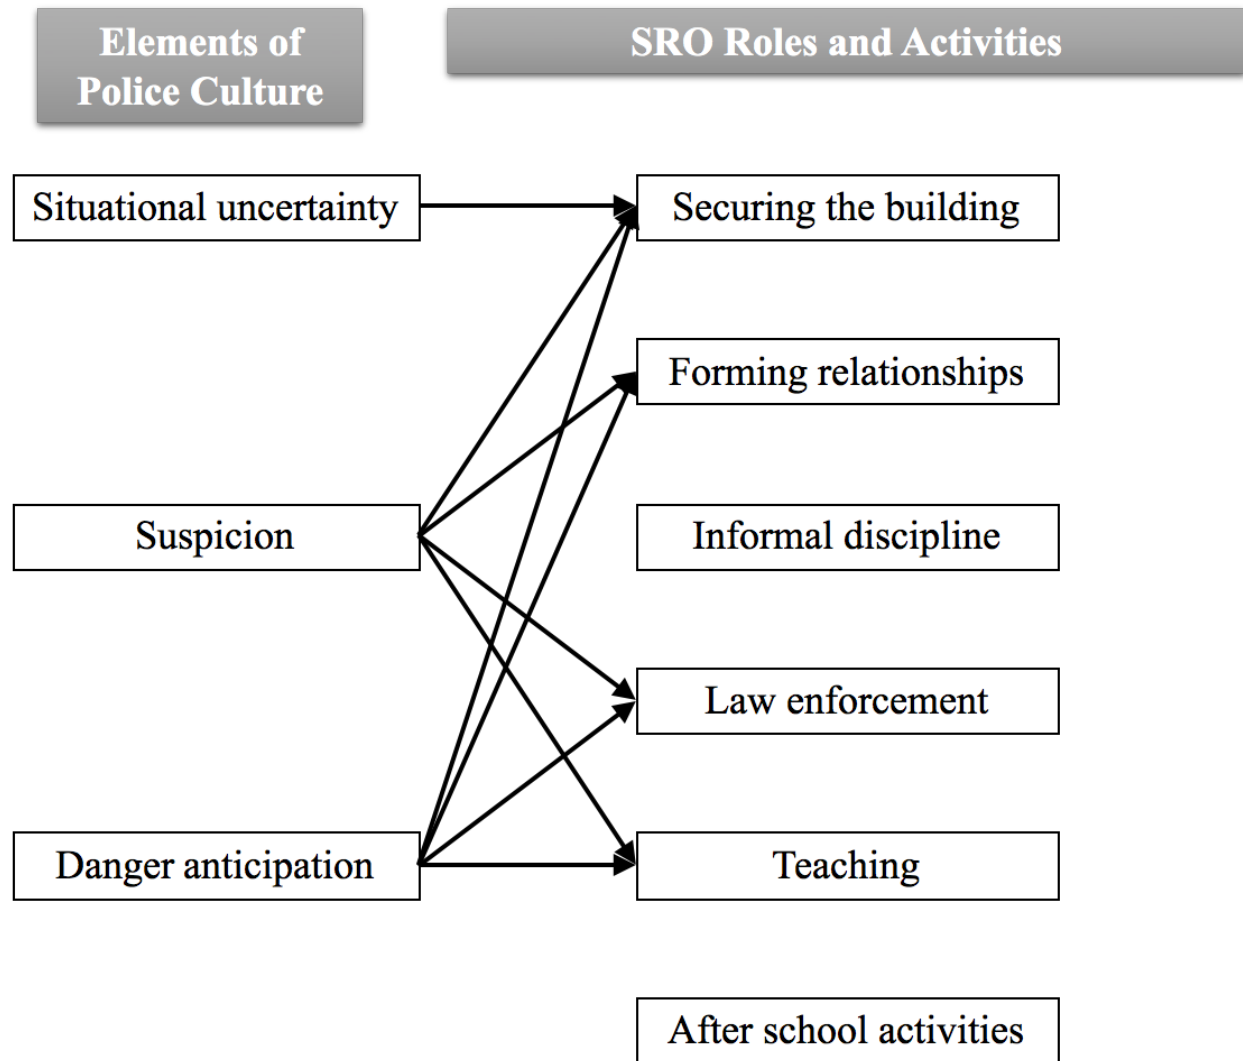 Elements of
Police Culture
SRO Roles and Activities
Situational uncertainty
Securing the building
Forming relationships
Suspicion
Informal discipline
Law enforcement
Danger anticipation
Teaching
After school activities